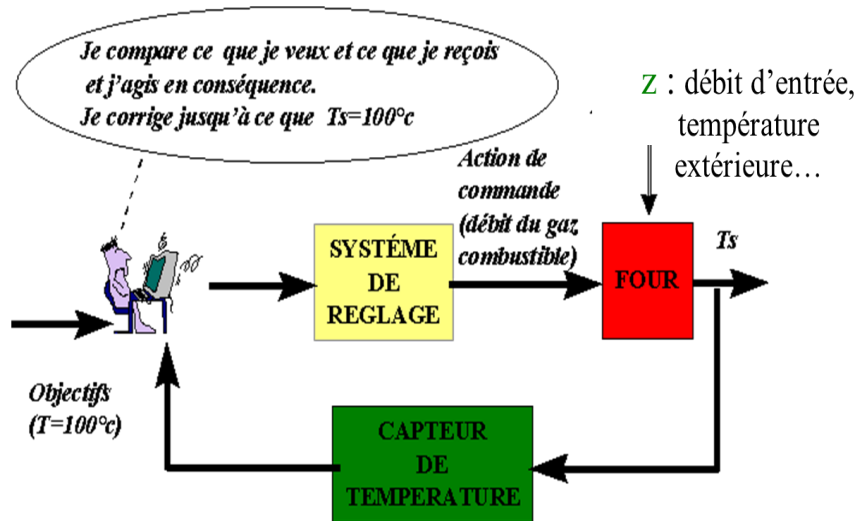 Je compare ce que je veux et ce que je reçois
et j'agis en conséquence.
Je corrige jusqu'à ce que Ts=100°c
z : débit d'entrée,
température
extérieure...
Action de
commande
(débit du gaz
combustible)
SYSTÉME
DE
REGLAGE
FOUR
Ts
Objectifs
(T=100°c)
CAPTEUR
DE
TEMPERATURE